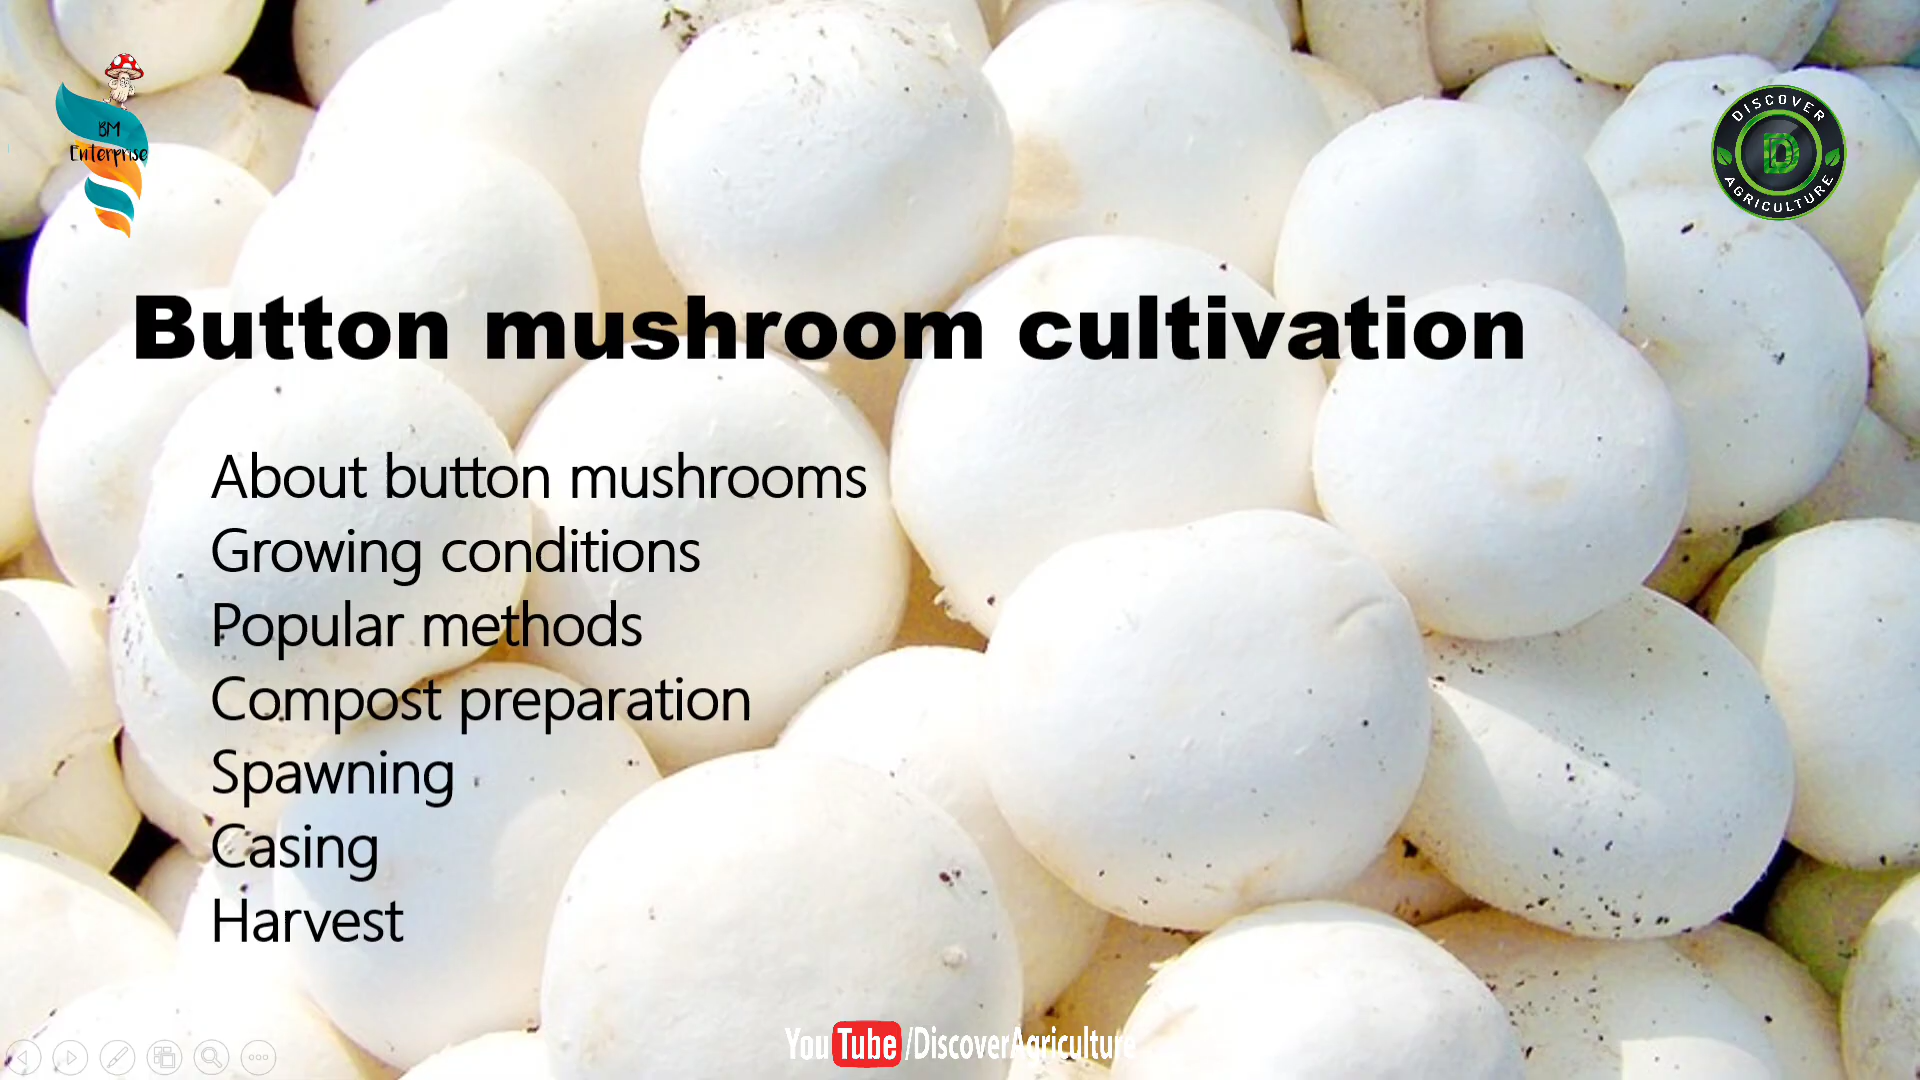 BM
Enterprise
DISCOVER
D
AGRICULTURE
Button mushroom cultivation
About button mushrooms
Growing conditions
Popular methods
Compost preparation
Spawning
Casing
Harvest
YouTube/DiscoverAgriculture